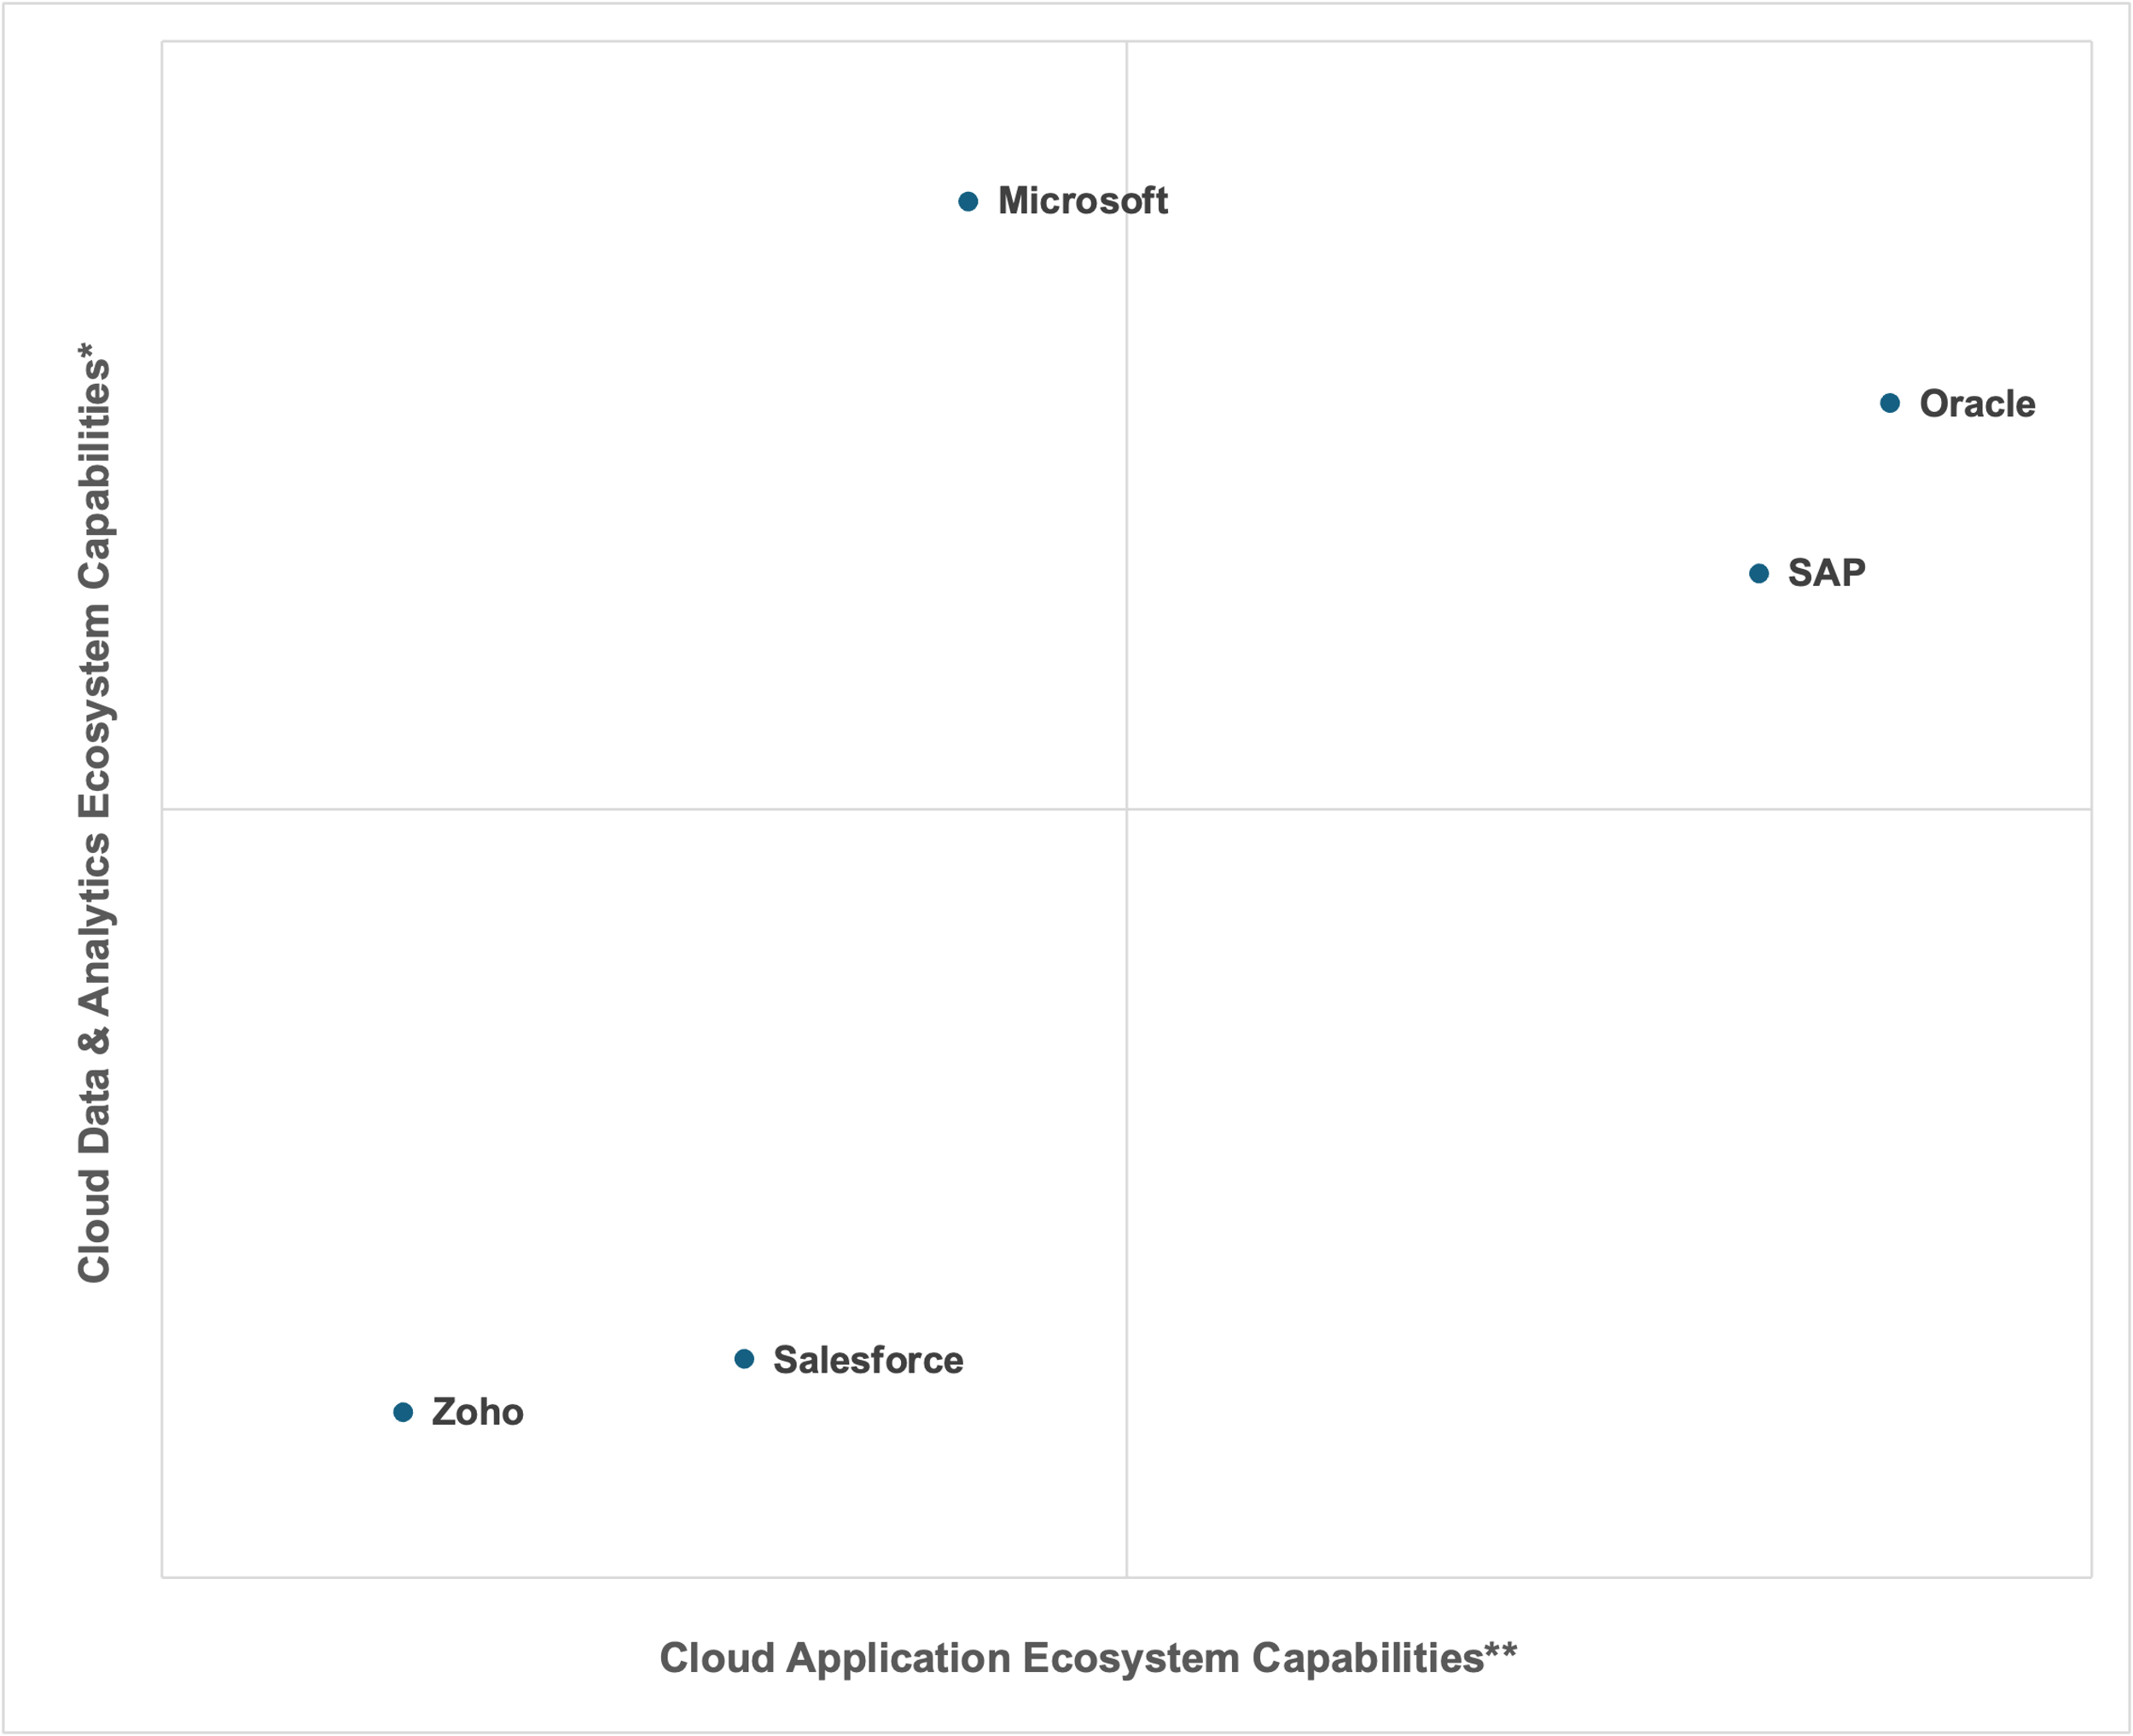 Cloud Data & Analytics Ecosystem Capabilities*
Microsoft
Oracle
SAP
Salesforce
Zoho
Cloud Application Ecosystem Capabilities**